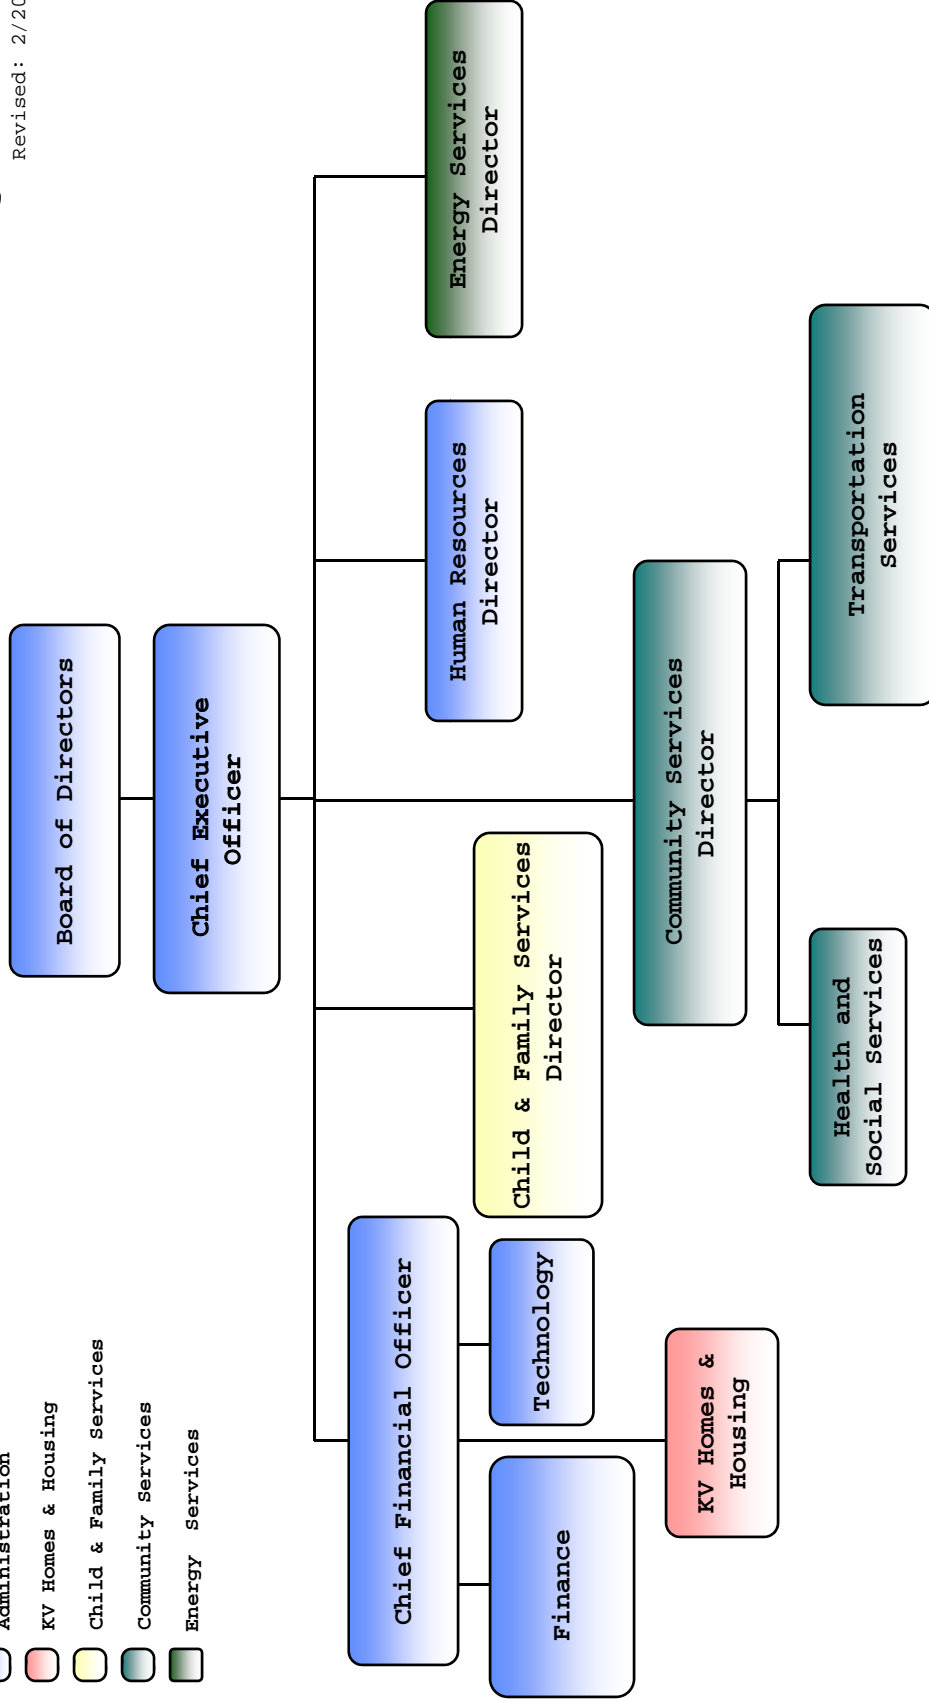 Revised: 2/20
Administration
KV Homes & Housing
Child & Family Services
Community Services
Energy Services
Board of Directors
Chief Executive
Officer
Chief Financial Officer
Finance
Technology
KV Homes &
Housing
Child & Family Services
Director
Community Services
Director
Health and
Social Services
Transportation
Services
Human Resources
Director
Energy Services
Director